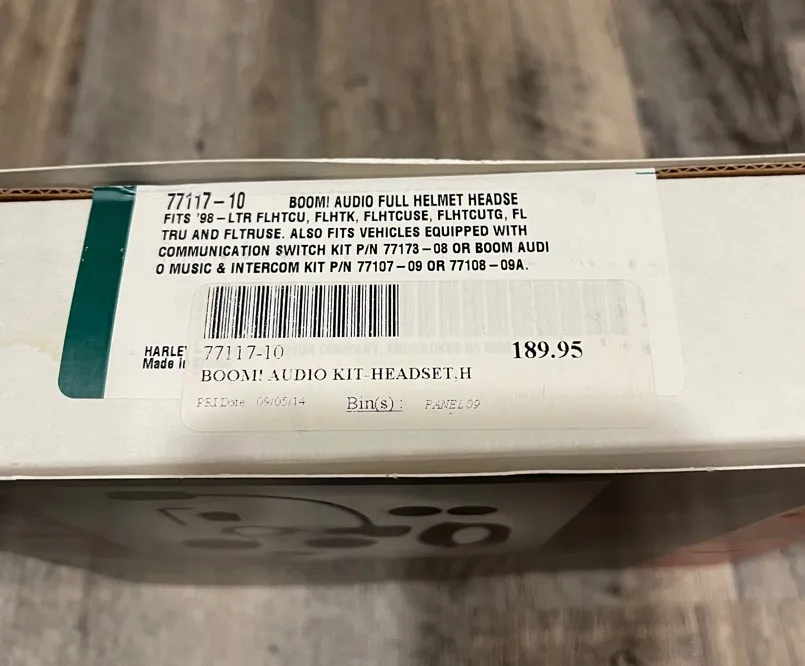 77117-10 BOOM! AUDIO FULL HELMET HEADSE
FITS '98-LTR FLHTCU, FLHTK, FLHTCUSE, FLHTCUTG, FL
TRU AND FLTRUSE. ALSO FITS VEHICLES EQUIPPED WITH
COMMUNICATION SWITCH KIT P/N 77173-08 OR BOOM AUDI
O MUSIC & INTERCOM KIT P/N 77107-09 OR 77108-09A.
HARLEY
Made in
77117-10 189.95
BOOM! AUDIO KIT-HEADSET,H
PRI Date 09/05/14 Bin(s) : PANEL09